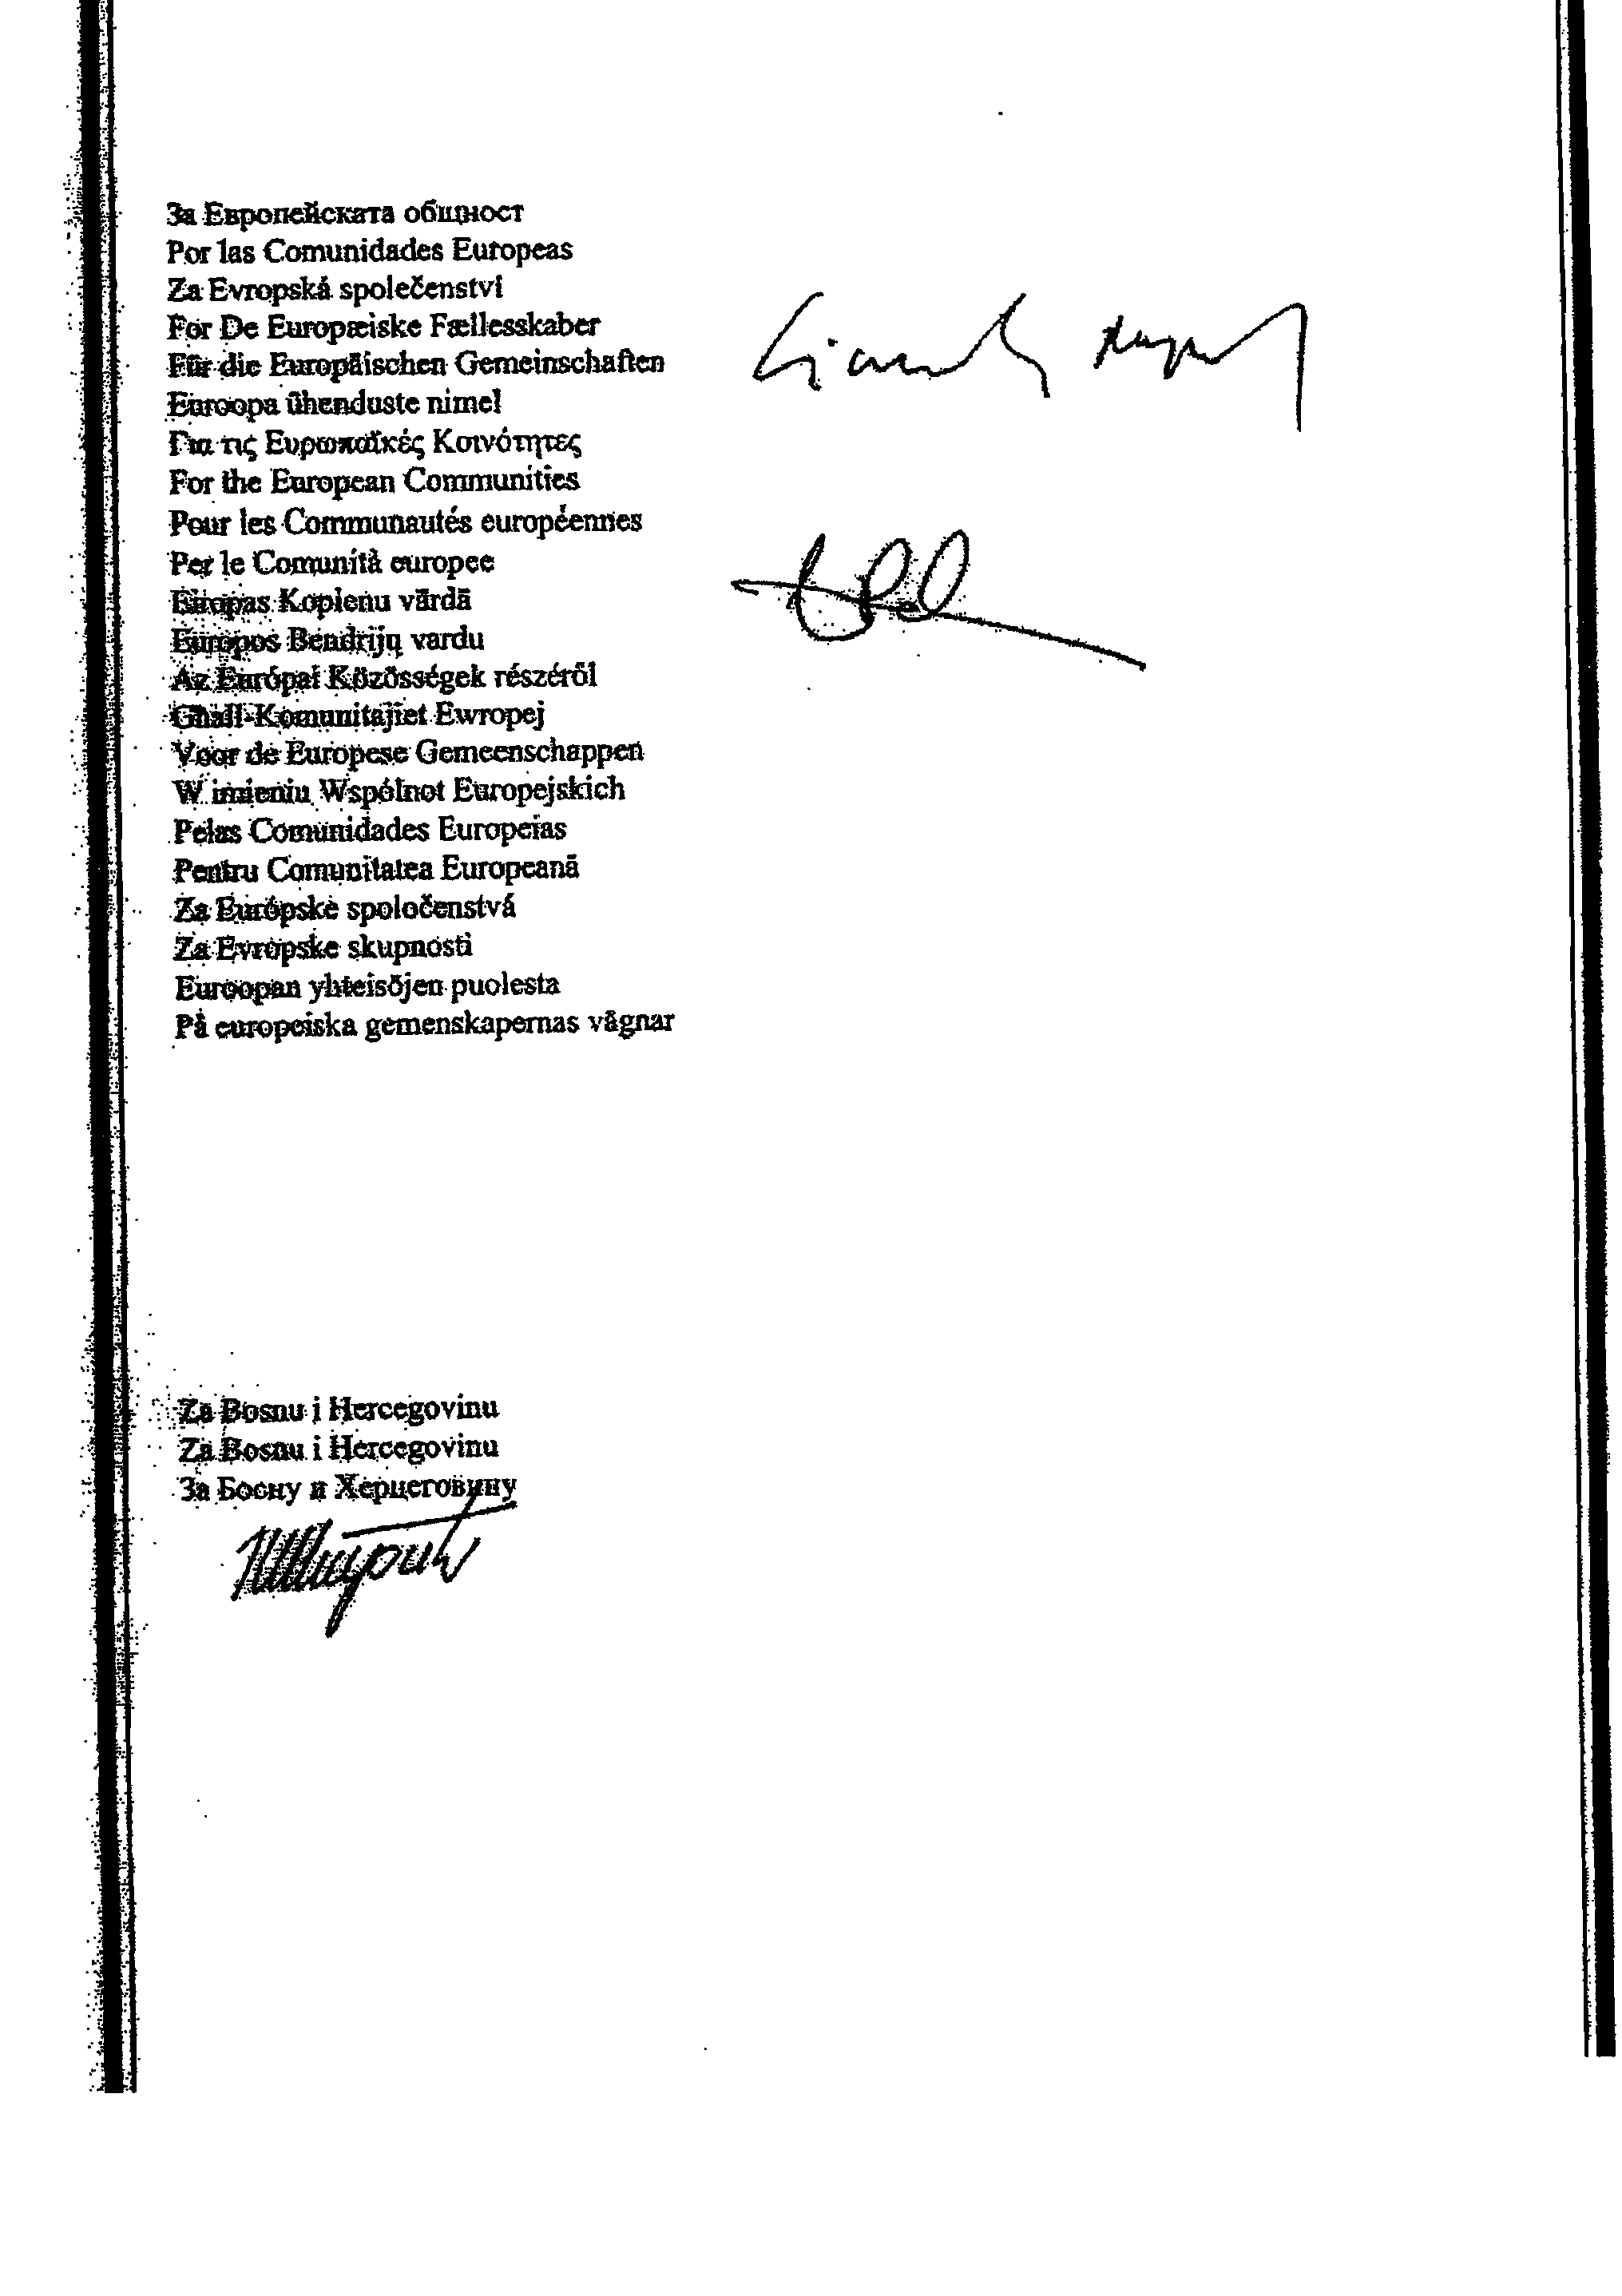 За Европейската общност
Por las Comunidades Europeas
Za Evropská společenství
For De Europæiske Fællesskaber
Für die Europäischen Gemeinschaften
Euroopa ühenduste nimel
Για τις Ευρωπαϊκές Κοινότητες
For the European Communities
Pour les Communautés européennes
Per le Comunità europee
Eiropas Kopienu vārdā
Europos Bendrijų vardu
Az Európai Közösségek részéről
Għall-Komunitajiet Ewropej
Voor de Europese Gemeenschappen
W imieniu Wspólnot Europejskich
Pelas Comunidades Europeias
Pentru Comunitatea Europeană
Za Európske spoločenstvá
Za Evropske skupnosti
Euroopan yhteisöjen puolesta
På europeiska gemenskapernas vägnar
Za Bosnu i Hercegovinu
Za Bosnu i Hercegovinu
За Босну и Херцеговину